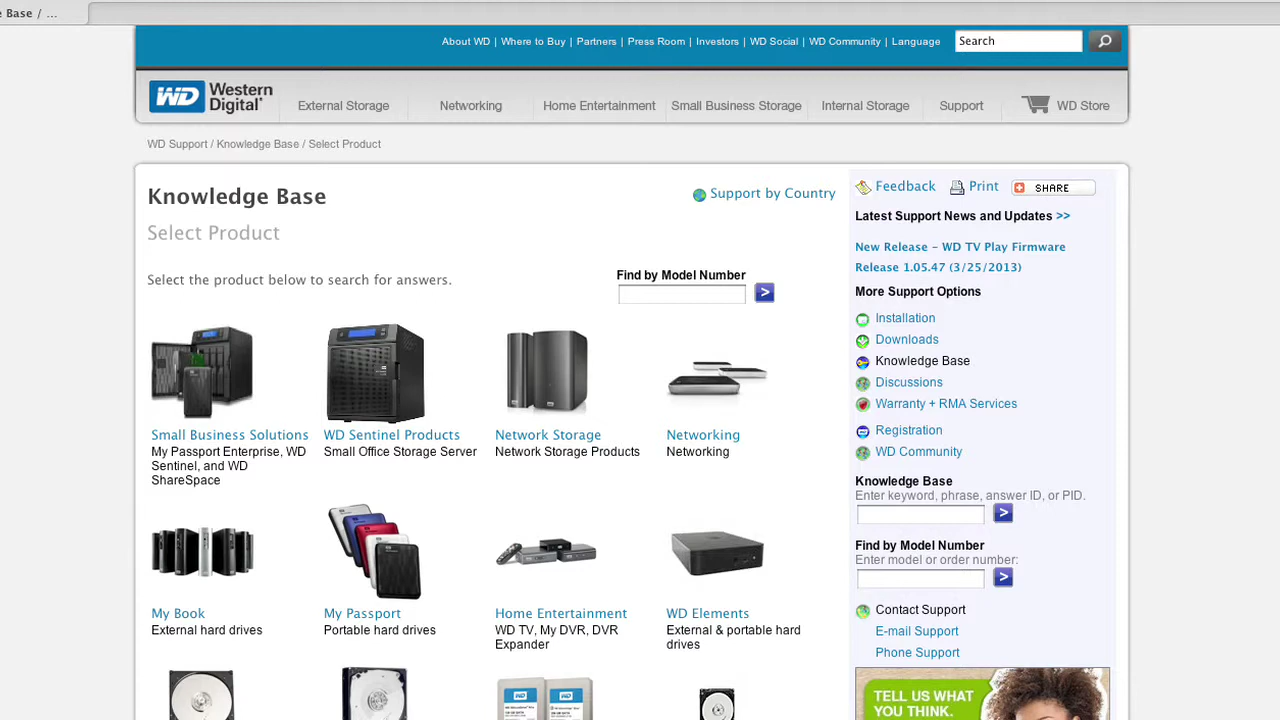 e Base / ...
About WD | Where to Buy | Partners | Press Room | Investors | WD Social | WD Community | Language
Search
WD Western Digital
External Storage
Networking
Home Entertainment
Small Business Storage
Internal Storage
Support
WD Store
WD Support / Knowledge Base / Select Product
Knowledge Base
Support by Country
Select Product
Select the product below to search for answers.
Find by Model Number
>
Small Business Solutions
My Passport Enterprise, WD
Sentinel, and WD
ShareSpace
WD Sentinel Products
Small Office Storage Server
Network Storage
Network Storage Products
Networking
Networking
My Book
External hard drives
My Passport
Portable hard drives
Home Entertainment
WD TV, My DVR, DVR
Expander
WD Elements
External & portable hard
drives
WD
WD
Feedback
Print
SHARE
Latest Support News and Updates >>
New Release – WD TV Play Firmware
Release 1.05.47 (3/25/2013)
More Support Options
Installation
Downloads
Knowledge Base
Discussions
Warranty + RMA Services
Registration
WD Community
Knowledge Base
Enter keyword, phrase, answer ID, or PID.
>
Find by Model Number
Enter model or order number:
>
Contact Support
E-mail Support
Phone Support
TELL US WHAT
YOU THINK.